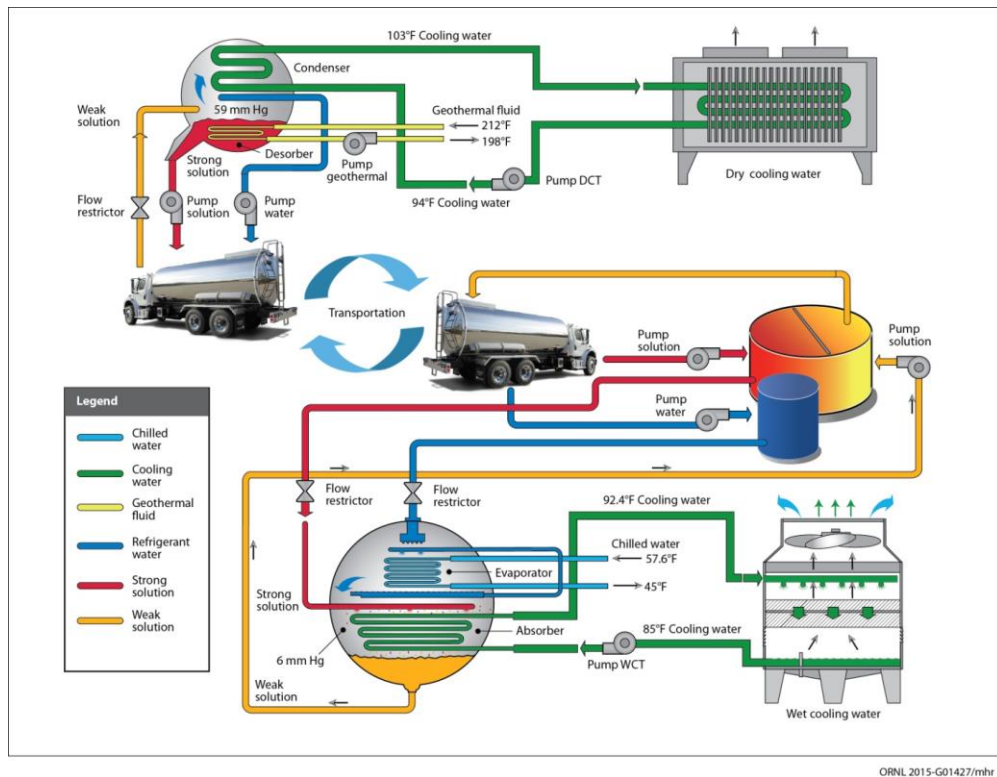 103°F Cooling water
Condenser
Weak
solution
59 mm Hg
Geothermal fluid
212°F
198°F
Strong
solution
Desorber
Pump
geothermal
Pump DCT
Dry cooling water
94°F Cooling water
Flow
restrictor
Pump
solution
Pump
water
Transportation
Pump
solution
Pump
solution
Pump
water
Legend
Chilled
water
Cooling
water
Geothermal
fluid
Refrigerant
water
Strong
solution
Weak
solution
Flow
restrictor
Flow
restrictor
92.4°F Cooling water
Chilled water
57.6°F
Evaporator
45°F
Strong
solution
Absorber
85°F Cooling water
6 mm Hg
Pump WCT
Weak
solution
Wet cooling water
ORNL 2015-G01427/mhr